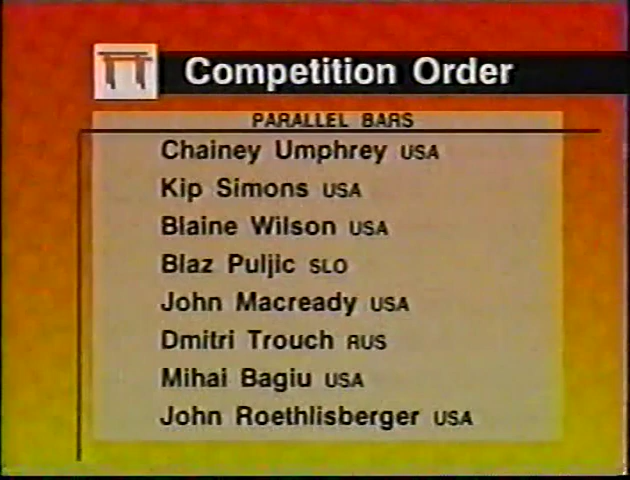 Competition Order
PARALLEL BARS
Chainey Umphrey USA
Kip Simons USA
Blaine Wilson USA
Blaz Puljic SLO
John Macready USA
Dmitri Trouch RUS
Mihai Bagiu USA
John Roethlisberger USA